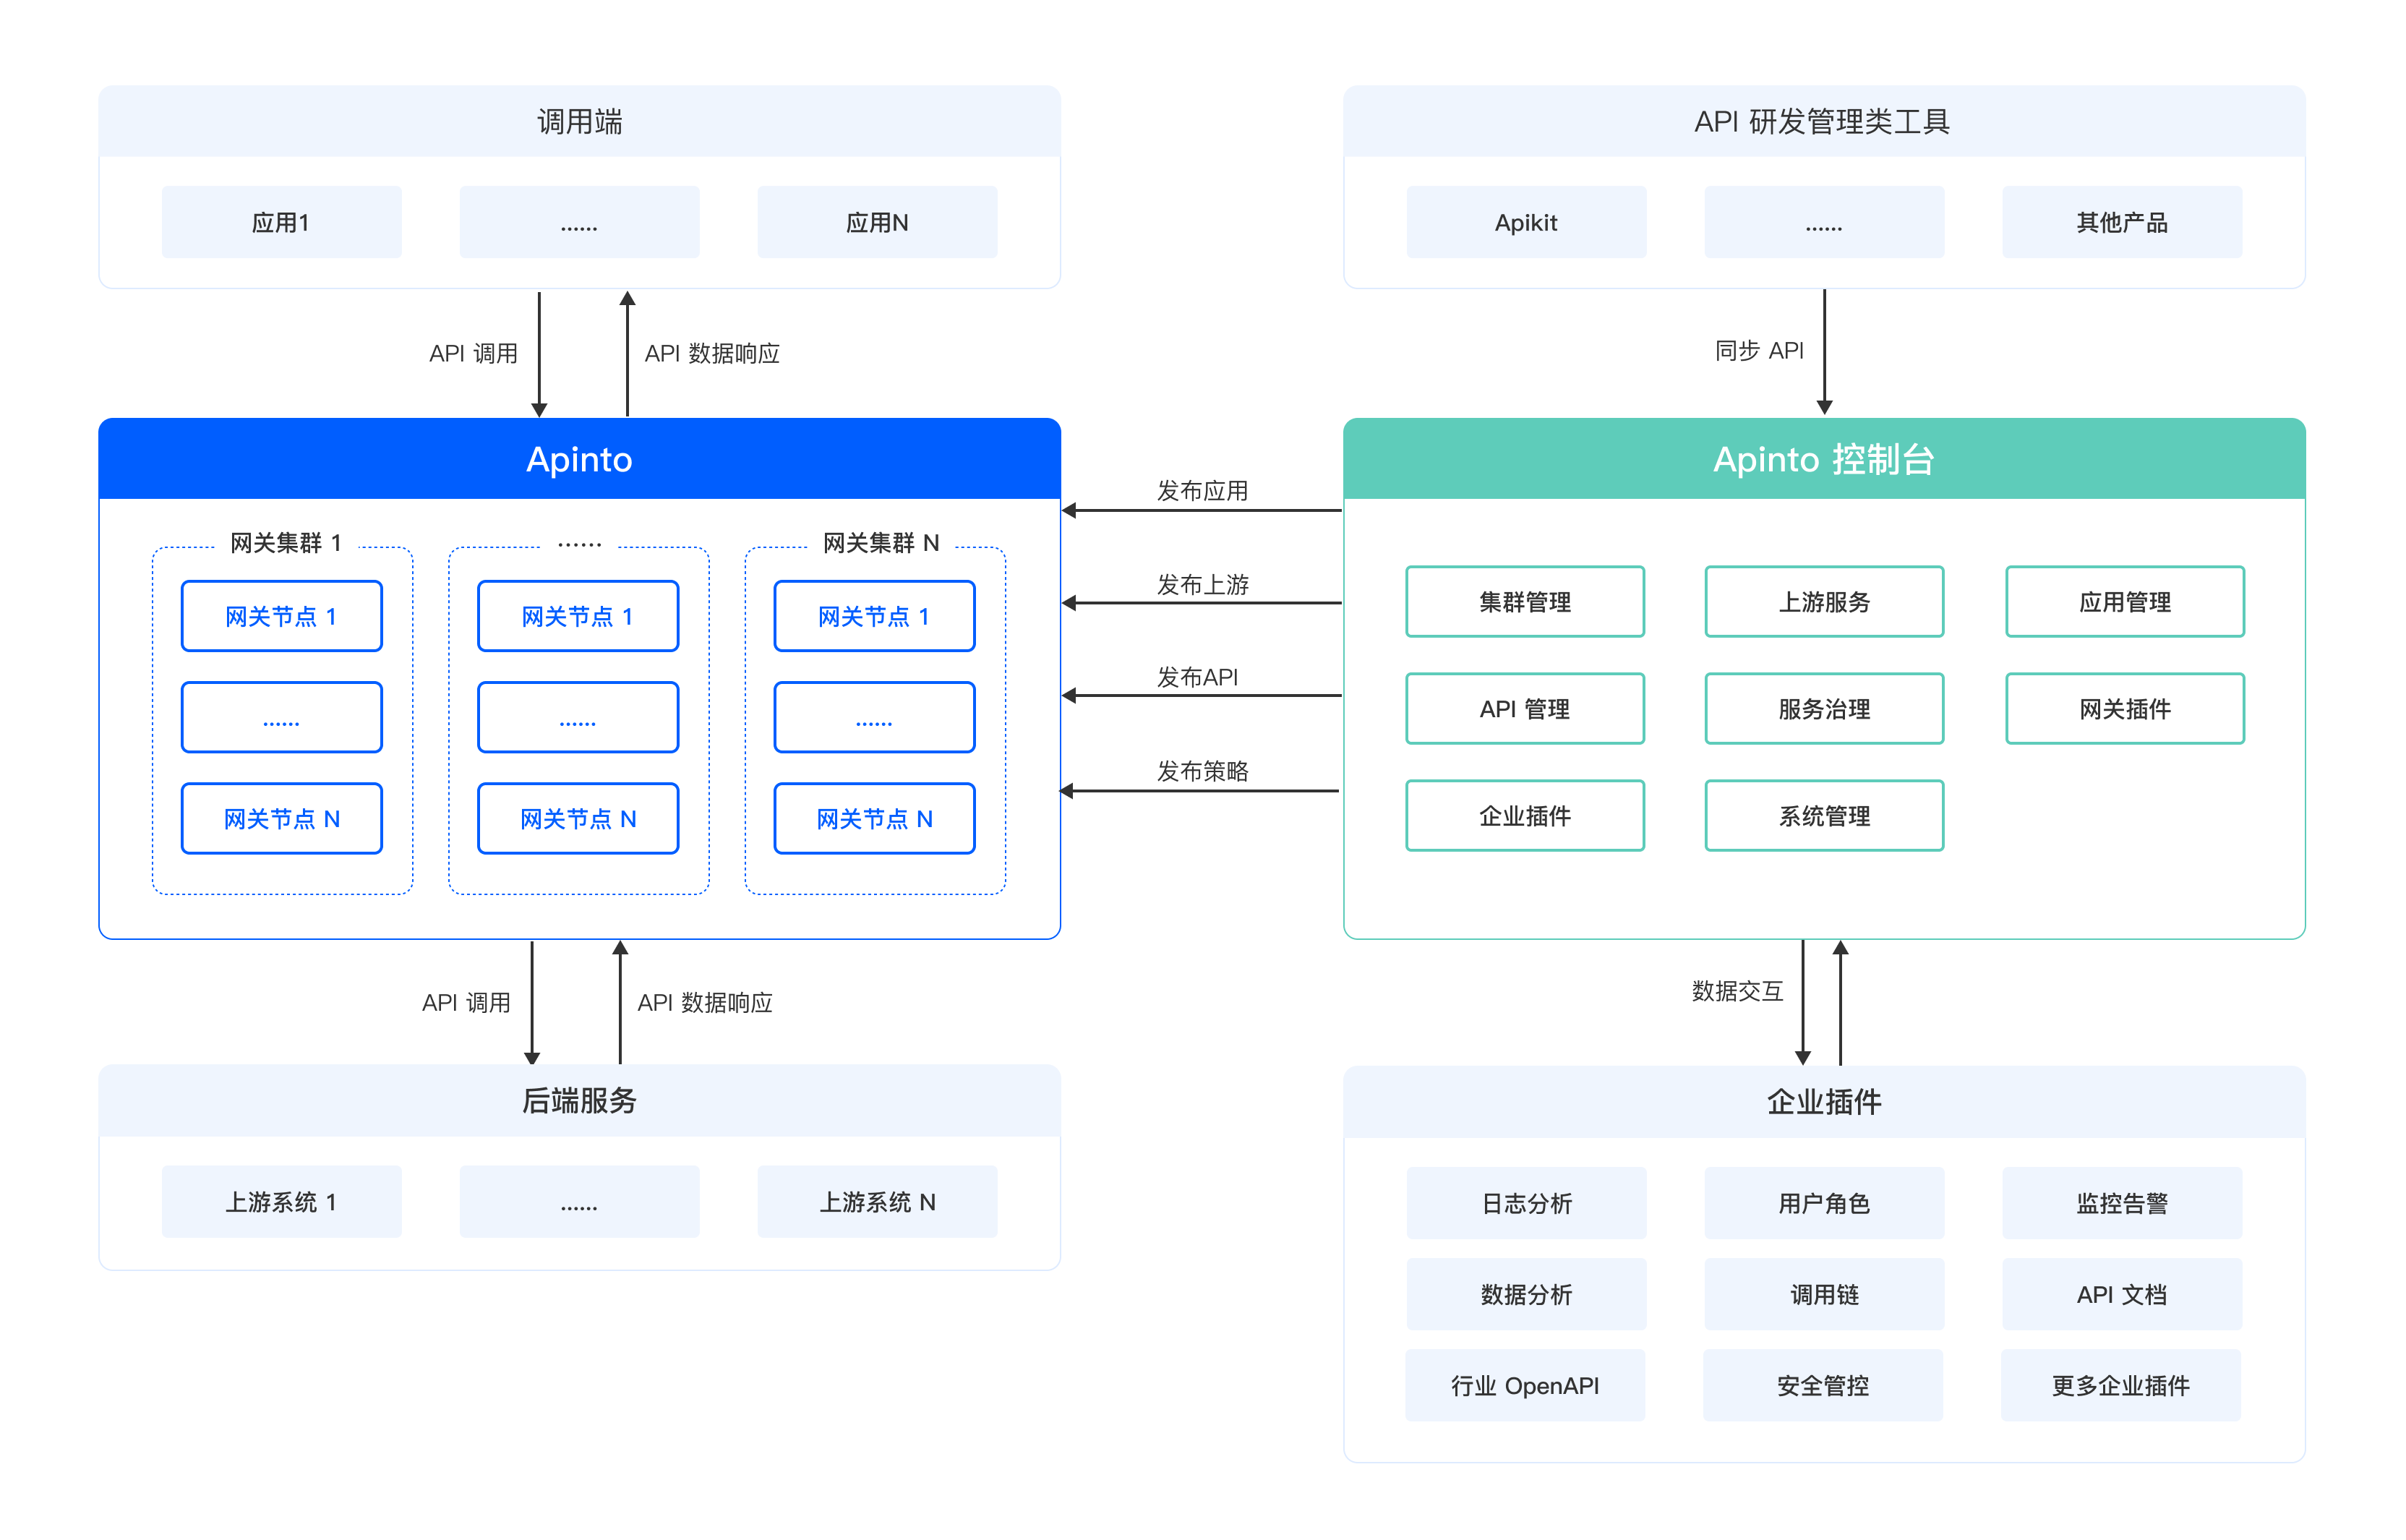 调用端
应用1
......
应用N
API 调用
API 数据响应
Apinto
网关集群 1
......
网关集群 N
网关节点 1
网关节点 1
网关节点 1
......
......
......
网关节点 N
网关节点 N
网关节点 N
API 调用
API 数据响应
后端服务
上游系统 1
......
上游系统 N
发布应用
发布上游
发布API
发布策略
API 研发管理类工具
Apikit
......
其他产品
同步 API
Apinto 控制台
集群管理
上游服务
应用管理
API 管理
服务治理
网关插件
企业插件
系统管理
数据交互
企业插件
日志分析
用户角色
监控告警
数据分析
调用链
API 文档
行业 OpenAPI
安全管控
更多企业插件